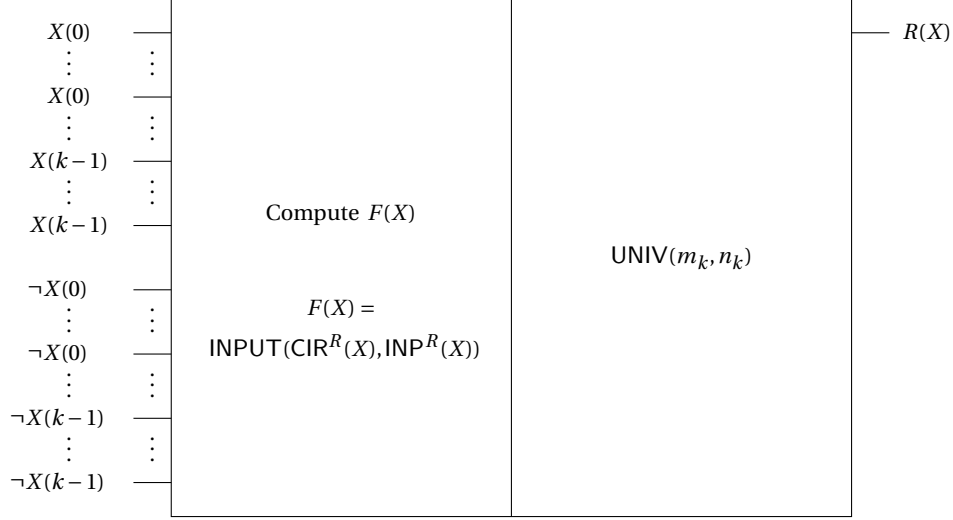 X(0)
⋮ ⋮
X(0)
⋮ ⋮
X(k−1)
⋮ ⋮
X(k−1)
¬X(0)
⋮ ⋮
¬X(0)
⋮ ⋮
¬X(k−1)
⋮ ⋮
¬X(k−1)
Compute F(X)
F(X) =
INPUT(CIR^R(X), INP^R(X))
UNIV(m_k, n_k)
R(X)